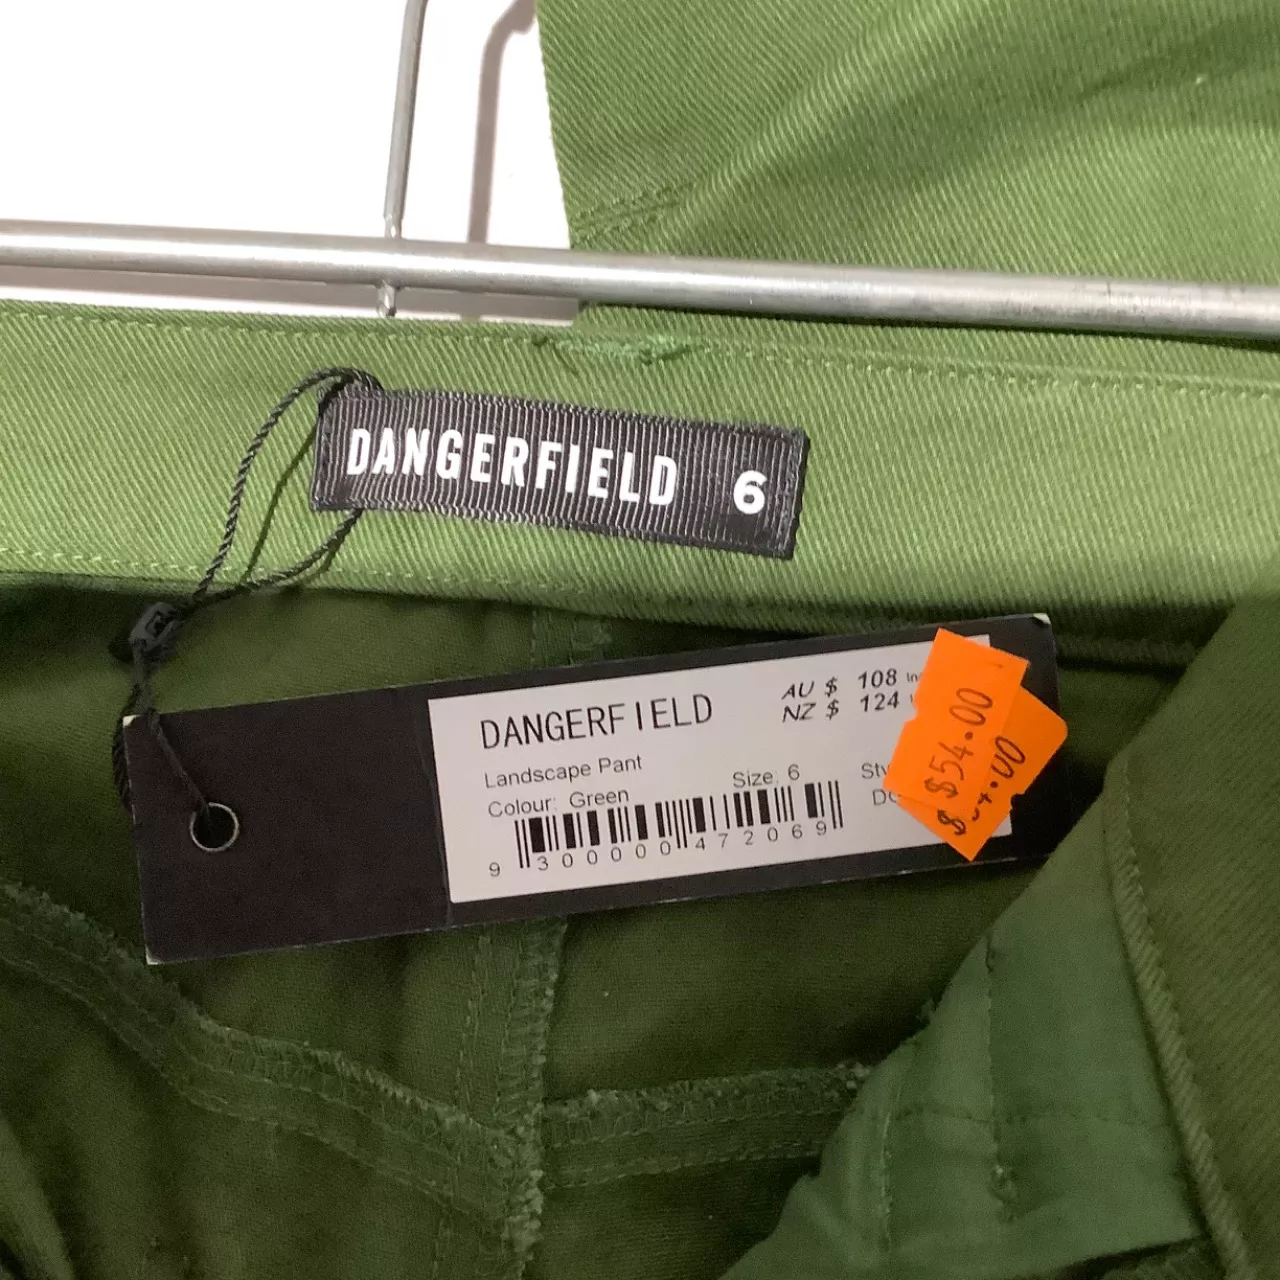 DANGERFIELD 6
DANGERFIELD
AU $ 108
NZ $ 124
Landscape Pant
Size: 6
Colour: Green
9 300000 472069
$54.00